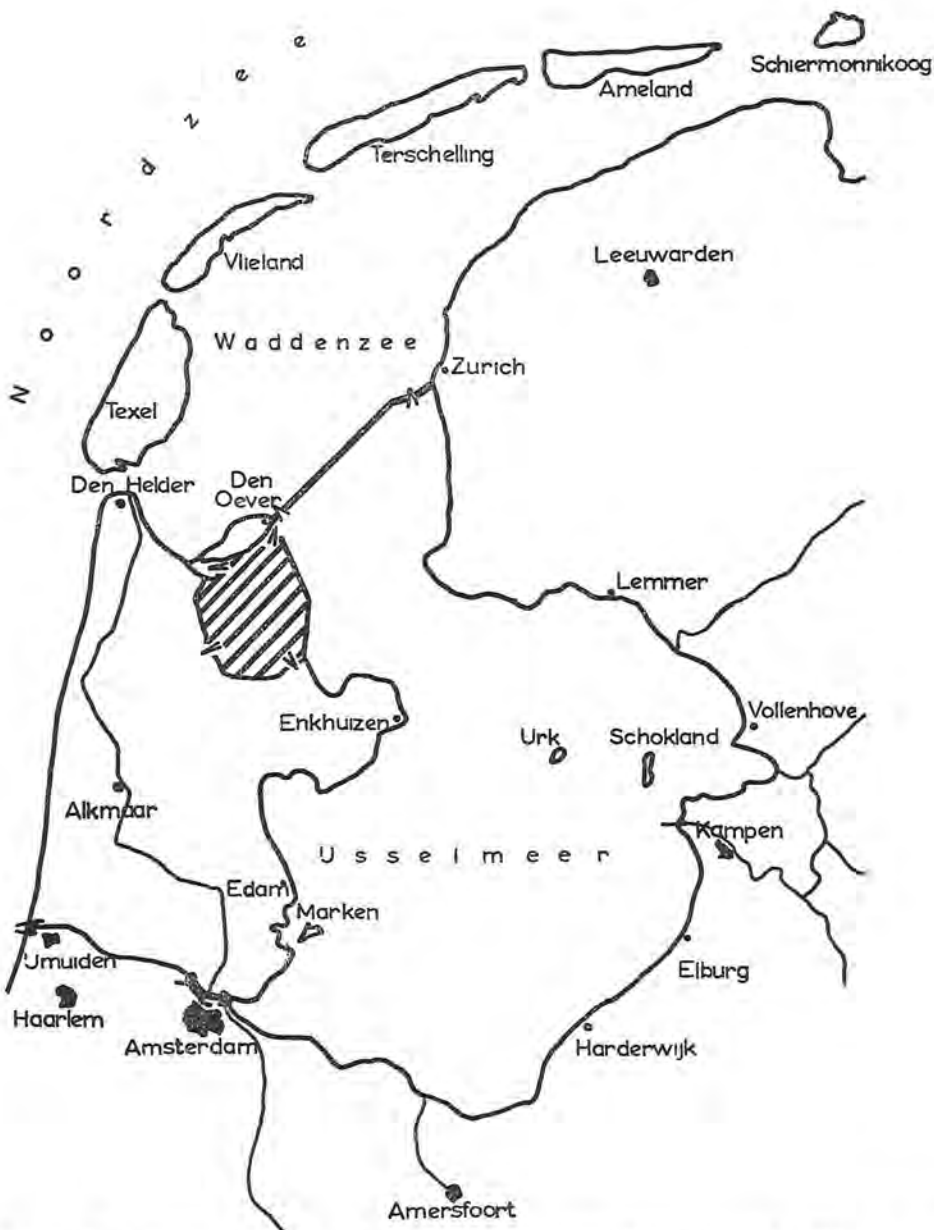 Noordzee
Schiermonnikoog
Ameland
Terschelling
Vlieland
Leeuwarden
Waddenzee
Zurich
Texel
Den Helder
Den
Oever
Lemmer
Enkhuizen
Urk
Schokland
Vollenhove
Alkmaar
IJsselmeer
Kampen
Edam
Marken
IJmuiden
Elburg
Haarlem
Amsterdam
Harderwijk
Amersfoort